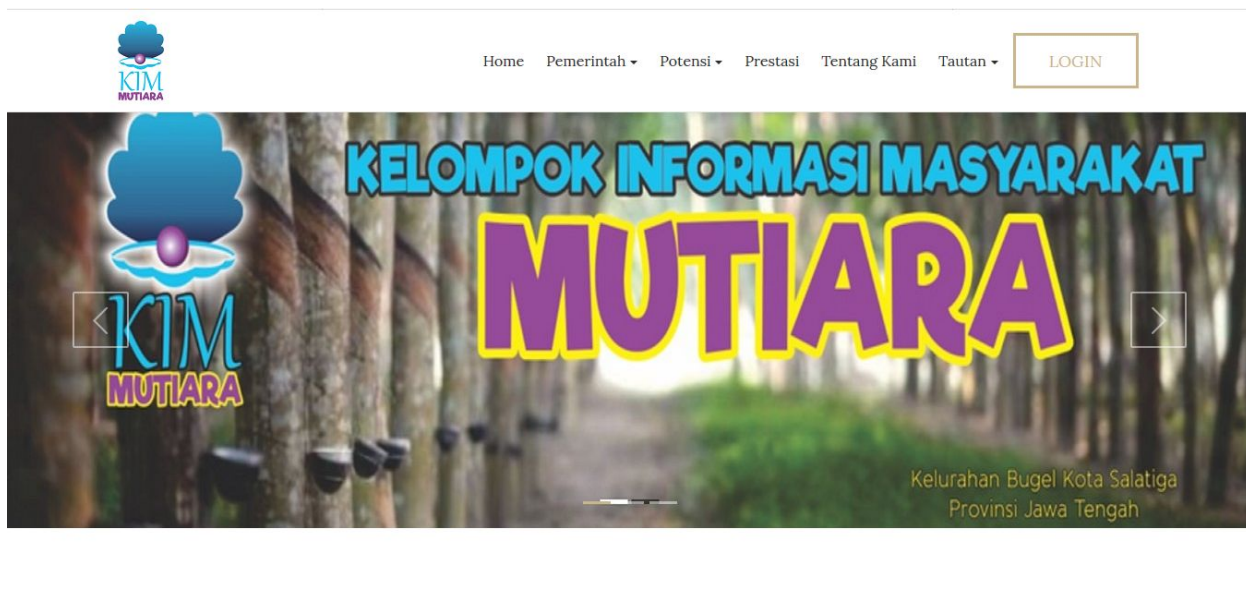 KIM
MUTIARA
Home Pemerintah Potensi Prestasi Tentang Kami Tautan LOGIN
KELOMPOK INFORMASI MASYARAKAT
MUTIARA
KIM
MUTIARA
Kelurahan Bugel Kota Salatiga
Provinsi Jawa Tengah